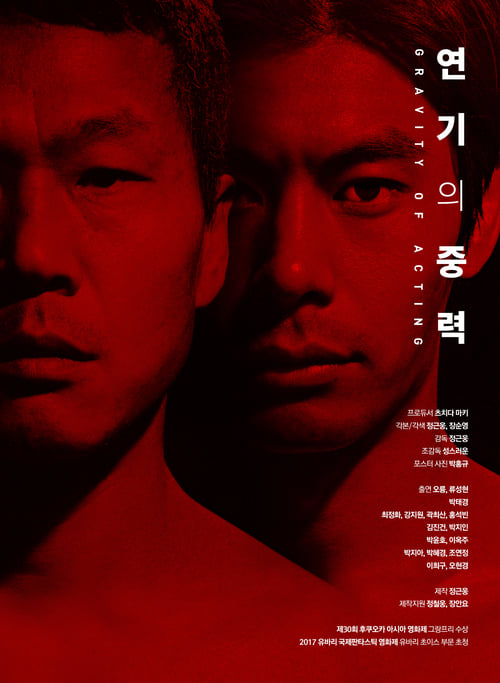 연기의중력
GRAVITY OF ACTING
프로듀서 츠치다 마키
각본/각색 정근웅, 장순영
감독 정근웅
조감독 성스러운
포스터 사진 박홍규
출연 오륭, 류성현
박태겸
최정화, 강지원, 곽최산, 홍석빈
김진건, 박지인
박윤호, 이옥주
박지아, 박혜경, 조연정
이희구, 오현경
제작 정근웅
제작지원 정철웅, 장안요
제30회 후쿠오카 아시아 영화제 그랑프리 수상
2017 유바리 국제판타스틱 영화제 유바리 초이스 부문 초청